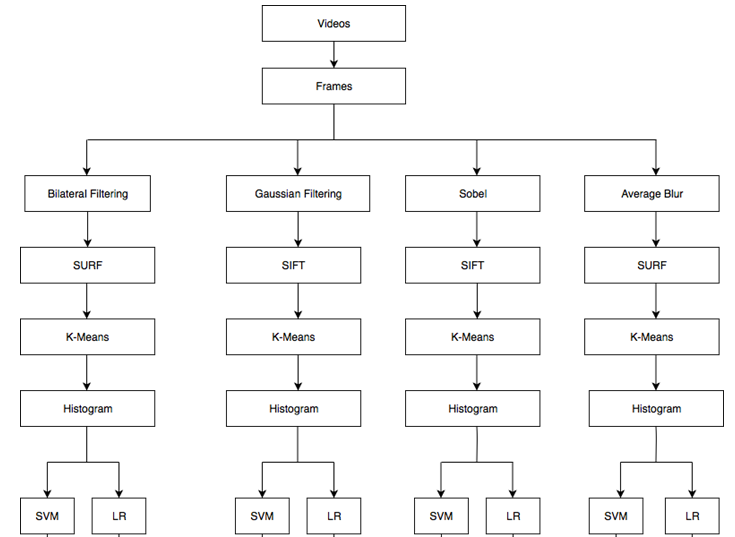 Videos
Frames
Bilateral Filtering
Gaussian Filtering
Sobel
Average Blur
SURF
SIFT
SIFT
SURF
K-Means
K-Means
K-Means
K-Means
Histogram
Histogram
Histogram
Histogram
SVM
LR
SVM
LR
SVM
LR
SVM
LR